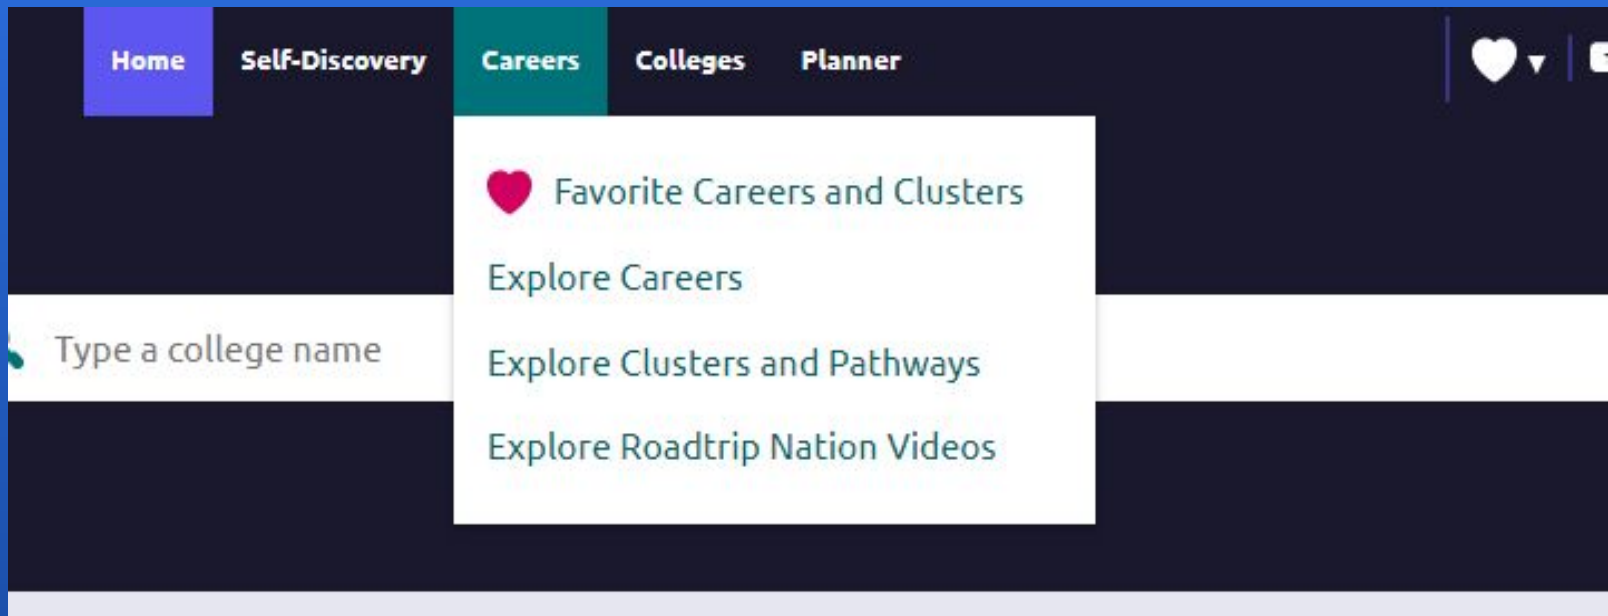 Home Self-Discovery Careers Colleges Planner
Favorite Careers and Clusters
Explore Careers
Type a college name
Explore Clusters and Pathways
Explore Roadtrip Nation Videos